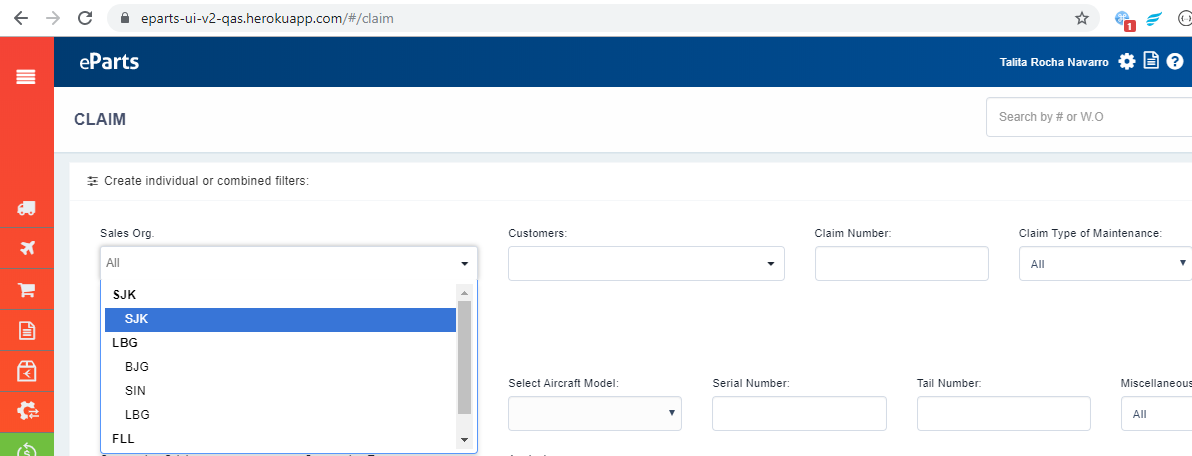 eparts-ui-v2-qas.herokuapp.com/#/claim
1
eParts
Talita Rocha Navarro
CLAIM
Search by # or W.O
Create individual or combined filters:
Sales Org. Customers: Claim Number: Claim Type of Maintenance:
All All
SJK
SJK
LBG
BJG
SIN
LBG
FLL
Select Aircraft Model: Serial Number: Tail Number: Miscellaneous
All